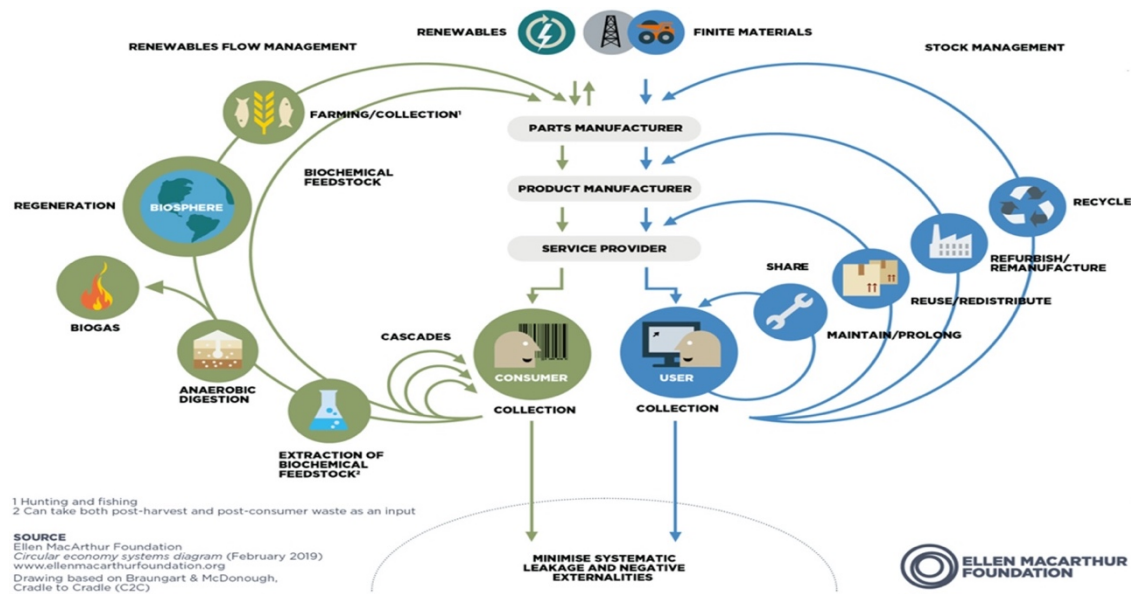 RENEWABLES
FINITE MATERIALS
RENEWABLES FLOW MANAGEMENT
STOCK MANAGEMENT
FARMING/COLLECTION¹
PARTS MANUFACTURER
BIOCHEMICAL
FEEDSTOCK
PRODUCT MANUFACTURER
REGENERATION
BIOSPHERE
RECYCLE
SERVICE PROVIDER
REFURBISH/
REMANUFACTURE
SHARE
REUSE/REDISTRIBUTE
BIOGAS
MAINTAIN/PROLONG
CASCADES
CONSUMER
USER
ANAEROBIC
DIGESTION
COLLECTION
COLLECTION
EXTRACTION OF
BIOCHEMICAL
FEEDSTOCK²
1 Hunting and fishing
2 Can take both post-harvest and post-consumer waste as an input
SOURCE
Ellen MacArthur Foundation
Circular economy systems diagram (February 2019)
www.ellenmacarthurfoundation.org
Drawing based on Braungart & McDonough,
Cradle to Cradle (C2C)
MINIMISE SYSTEMATIC
LEAKAGE AND NEGATIVE
EXTERNALITIES
ELLEN MACARTHUR
FOUNDATION